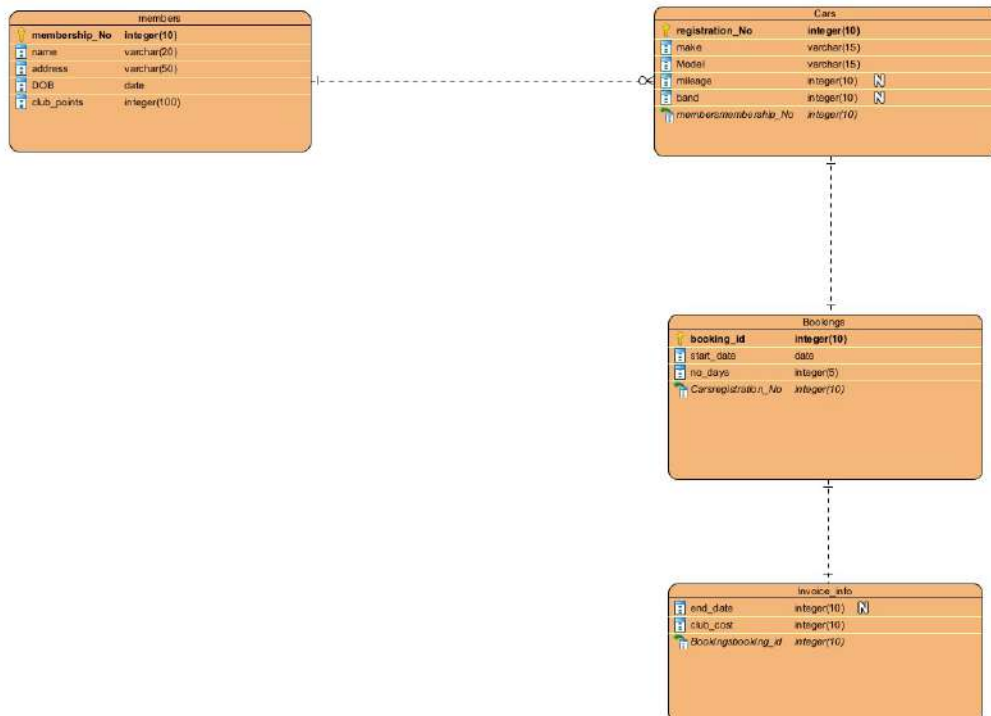 members
membership_No integer(10)
name varchar(20)
address varchar(50)
DOB date
club_points integer(100)
Cars
registration_No integer(10)
make varchar(15)
Model varchar(15)
mileage integer(10) N
band integer(10) N
membersmembership_No integer(10)
Bookings
booking_id integer(10)
start_date date
no_days integer(5)
Carsregistration_No integer(10)
Invoice_info
end_date integer(10) N
club_cost integer(10)
Bookingsbooking_id integer(10)